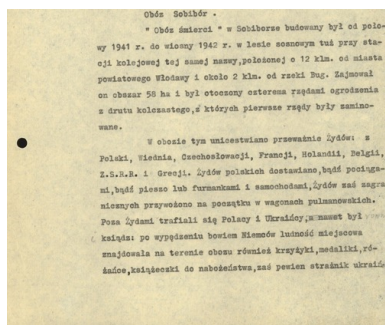 Obóz Sobibór .
" Obóz śmierci " w Sobiborze budowany był od poło-
wy 1941 r. do wiosny 1942 r. w lesie sosnowym tuż przy sta-
cji kolejowej tej samej nazwy,położonej o 12 klm. od miasta
powiatowego Włodawy i około 2 klm. od rzeki Bug. Zajmował
on obszar 58 ha i był otoczony czterema rzędami ogrodzenia
z drutu kolczastego,z których pierwsze rzędy były zamino-
wane.
W obozie tym unicestwiano przeważnie Żydów: z
Polski, Wiednia, Czechosłowacji, Francji, Holandii, Belgii,
Z.S.R.R. i Grecji. Żydów polskich dostawiano,bądź pociąga-
mi,bądź pieszo lub furmankami i samochodami,Żydów zaś zagra
nicznych przywożono na początku w wagonach pulmanowskich.
Poza Żydami trafiali się Polacy i Ukraińcy,a nawet był
ksiądz: po wypędzeniu bowiem Niemców ludność miejscowa
znajdowała na terenie obozu również krzyżyki,medaliki,ró-
żańce,książeczki do nabożeństwa,zaś pewien strażnik ukraiń-